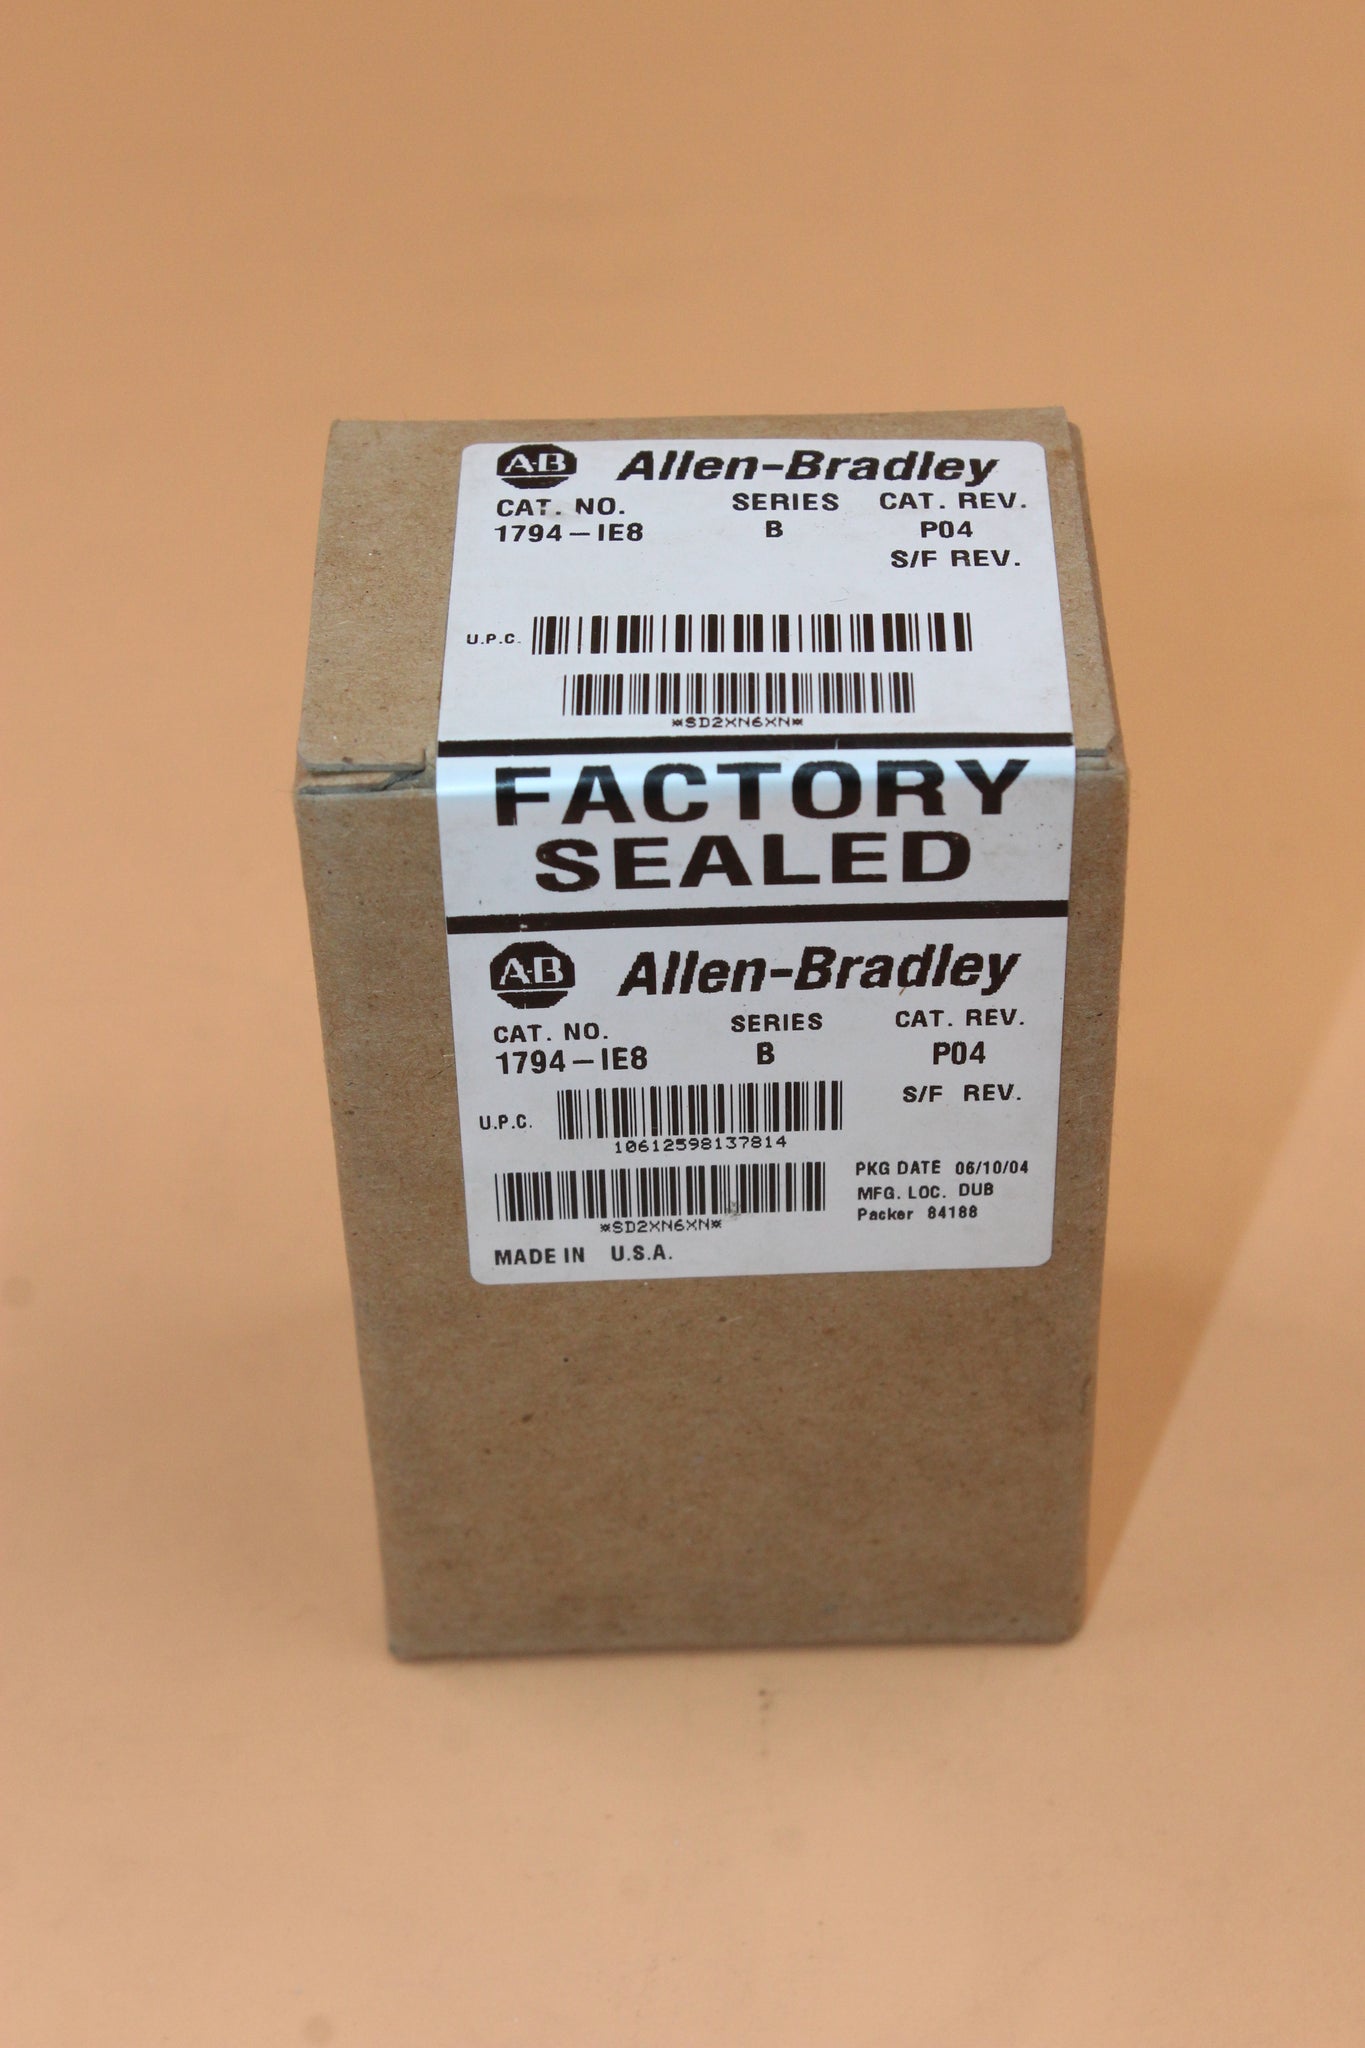 A-B Allen-Bradley
CAT. NO. SERIES CAT. REV.
1794-IE8 B P04
S/F REV.
U.P.C.
*SD2XN6XN*
FACTORY
SEALED
A-B Allen-Bradley
CAT. NO. SERIES CAT. REV.
1794-IE8 B P04
S/F REV.
U.P.C.
10612598137814
PKG DATE 06/10/04
MFG. LOC. DUB
Packer 84188
*SD2XN6XN*
MADE IN U.S.A.